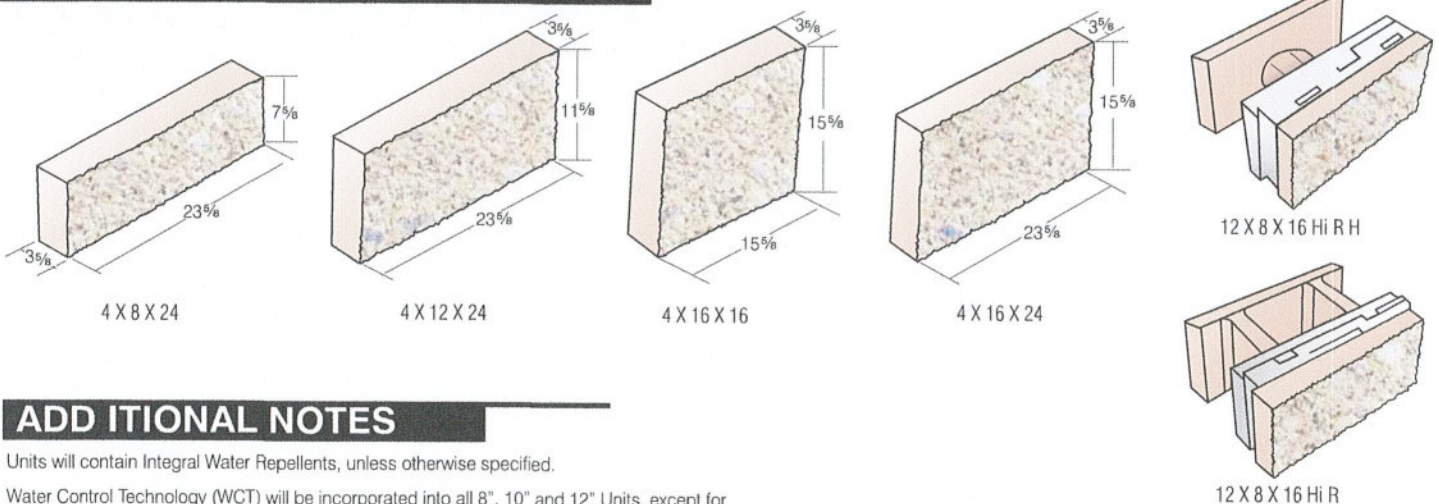 3⅝
7⅝
23⅝
3⅝
4 X 8 X 24
3⅝
11⅝
23⅝
4 X 12 X 24
3⅝
15⅝
15⅝
4 X 16 X 16
3⅝
15⅝
23⅝
4 X 16 X 24
12 X 8 X 16 Hi R H
12 X 8 X 16 Hi R
ADD ITIONAL NOTES
Units will contain Integral Water Repellents, unless otherwise specified.
Water Control Technology (WCT) will be incorporated into all 8", 10" and 12" Units, except for